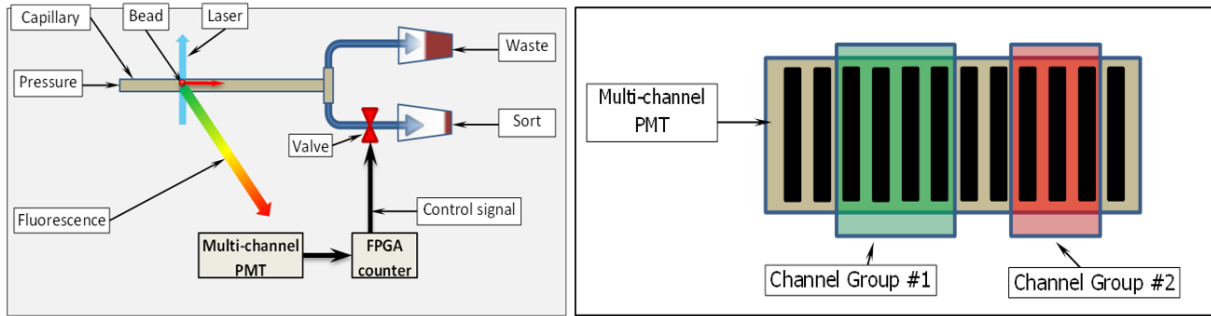 Capillary
Bead
Laser
Waste
Pressure
Valve
Sort
Fluorescence
Control signal
Multi-channel
PMT
FPGA
counter
Multi-channel
PMT
Channel Group #1
Channel Group #2